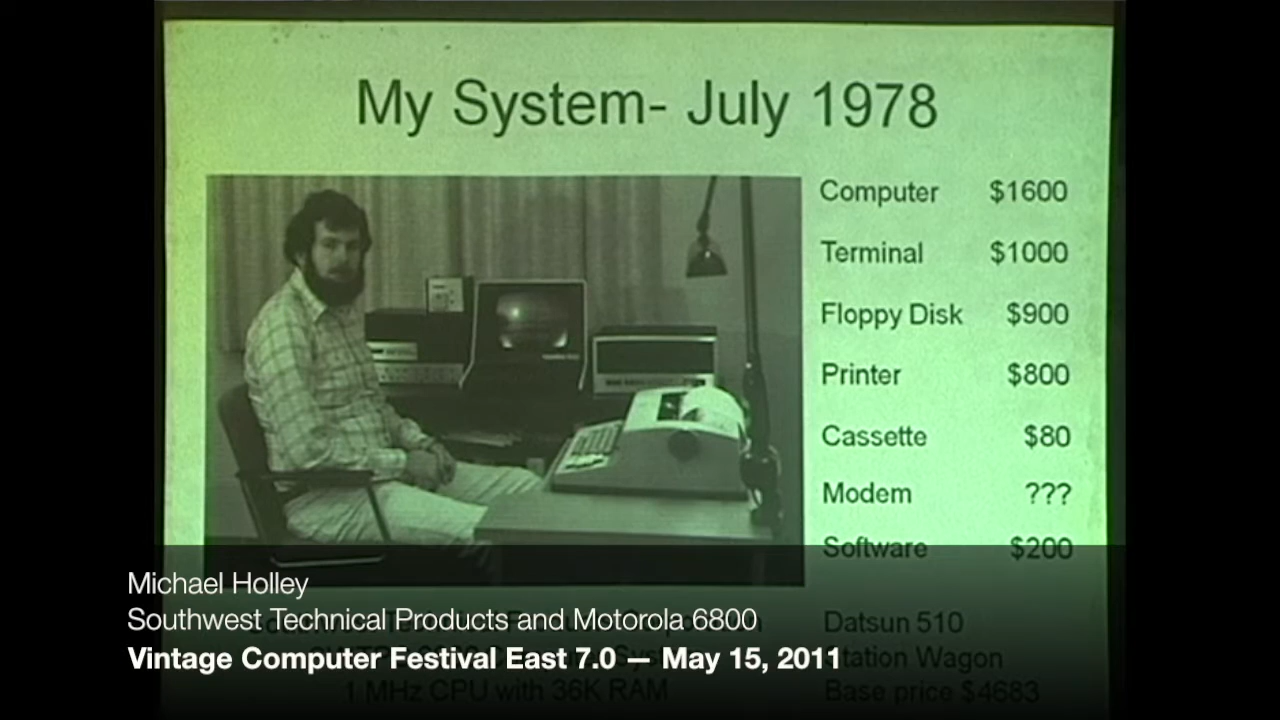 My System- July 1978
Computer $1600
Terminal $1000
Floppy Disk $900
Printer $800
Cassette $80
Modem ???
Software $200
Michael Holley
Southwest Technical Products and Motorola 6800
Vintage Computer Festival East 7.0 — May 15, 2011
1 MHz CPU with 36K RAM
Datsun 510
Station Wagon
Base price $4683